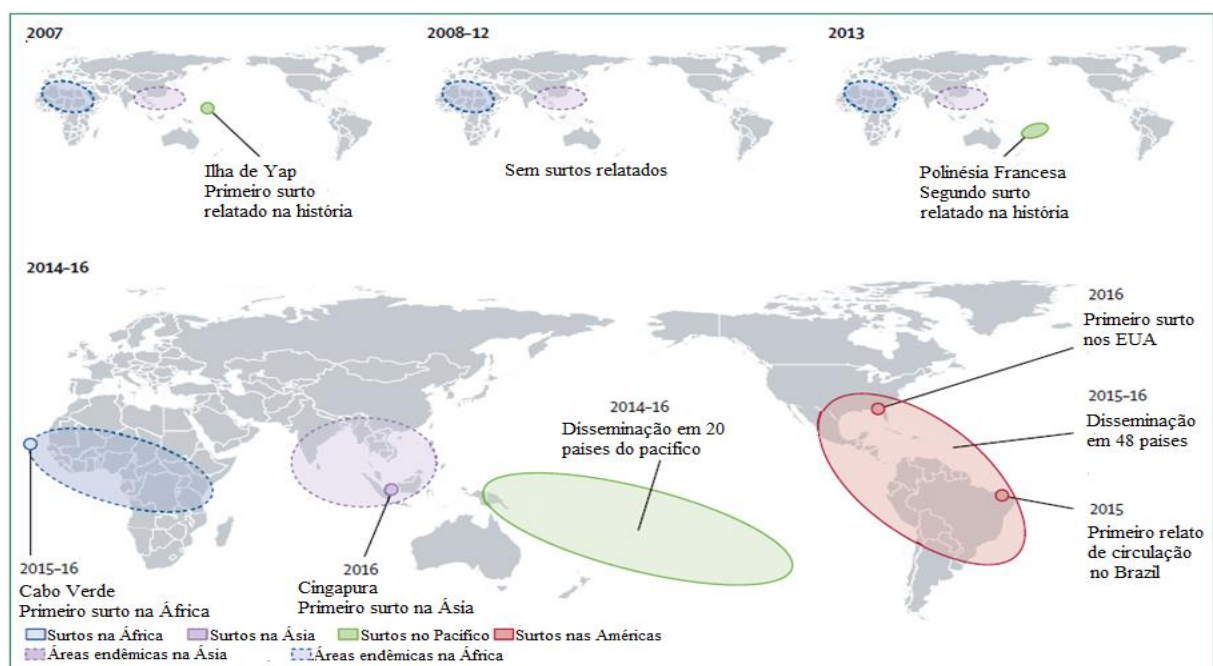 2007
2008-12
2013
Ilha de Yap
Primeiro surto
relatado na história
Sem surtos relatados
Polinésia Francesa
Segundo surto
relatado na história
2014-16
2016
Primeiro surto
nos EUA
2015-16
Disseminação
em 48 países
2014-16
Disseminação em 20
países do pacífico
2015
Primeiro relato
de circulação
no Brazil
2015-16
Cabo Verde
Primeiro surto na África
2016
Cingapura
Primeiro surto na Ásia
Surtos na África Surtos na Ásia Surtos no Pacífico Surtos nas Américas
Áreas endêmicas na Ásia Áreas endêmicas na África